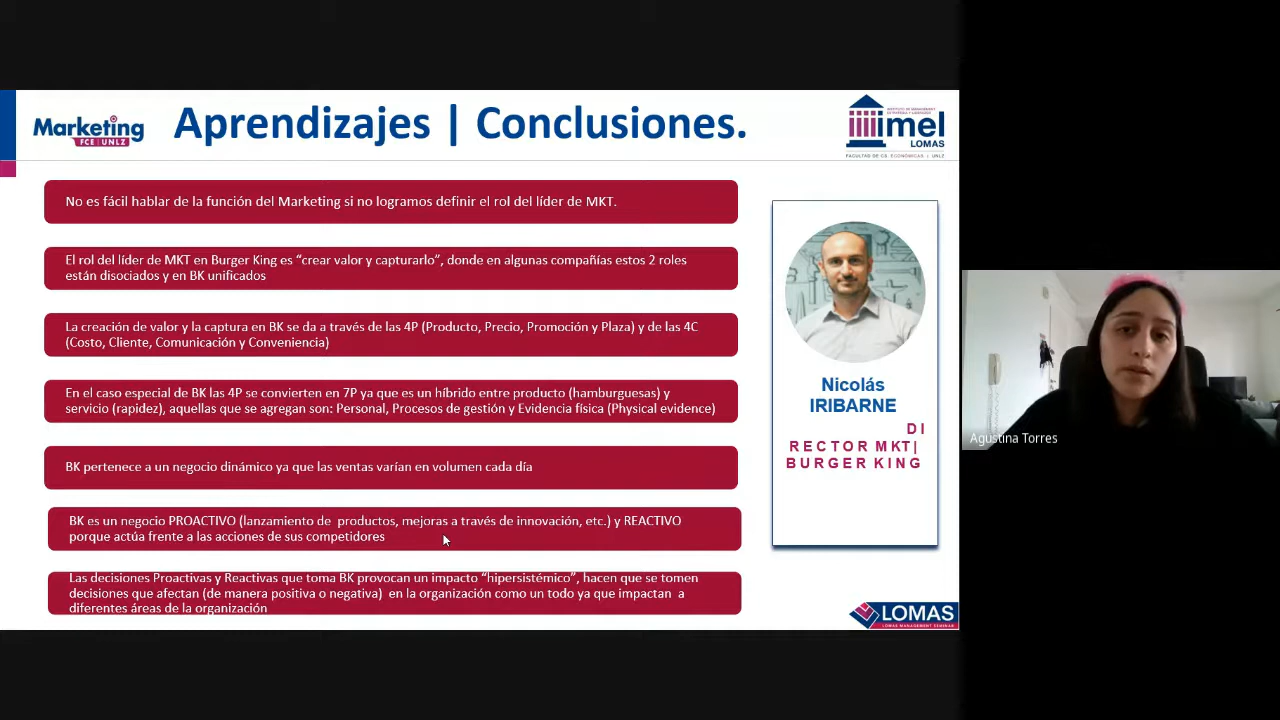 Marketing
FCE | UNLZ
Aprendizajes | Conclusiones.
imel
LOMAS
FACULTAD DE CS. ECONÓMICAS | UNLZ
No es fácil hablar de la función del Marketing si no logramos definir el rol del líder de MKT.
El rol del líder de MKT en Burger King es “crear valor y capturarlo”, donde en algunas compañías estos 2 roles
están disociados y en BK unificados
La creación de valor y la captura en BK se da a través de las 4P (Producto, Precio, Promoción y Plaza) y de las 4C
(Costo, Cliente, Comunicación y Conveniencia)
En el caso especial de BK las 4P se convierten en 7P ya que es un híbrido entre producto (hamburguesas) y
servicio (rapidez), aquellas que se agregan son: Personal, Procesos de gestión y Evidencia física (Physical evidence)
BK pertenece a un negocio dinámico ya que las ventas varían en volumen cada día
BK es un negocio PROACTIVO (lanzamiento de  productos, mejoras a través de innovación, etc.) y REACTIVO
porque actúa frente a las acciones de sus competidores
Las decisiones Proactivas y Reactivas que toma BK provocan un impacto “hipersistémico”, hacen que se tomen
decisiones que afectan (de manera positiva o negativa)  en la organización como un todo ya que impactan  a
diferentes áreas de la organización
Nicolás
IRIBARNE
DI
RECTOR MKT|
BURGER KING
LOMAS
LOMAS MANAGEMENT SEMINAR
Agustina Torres